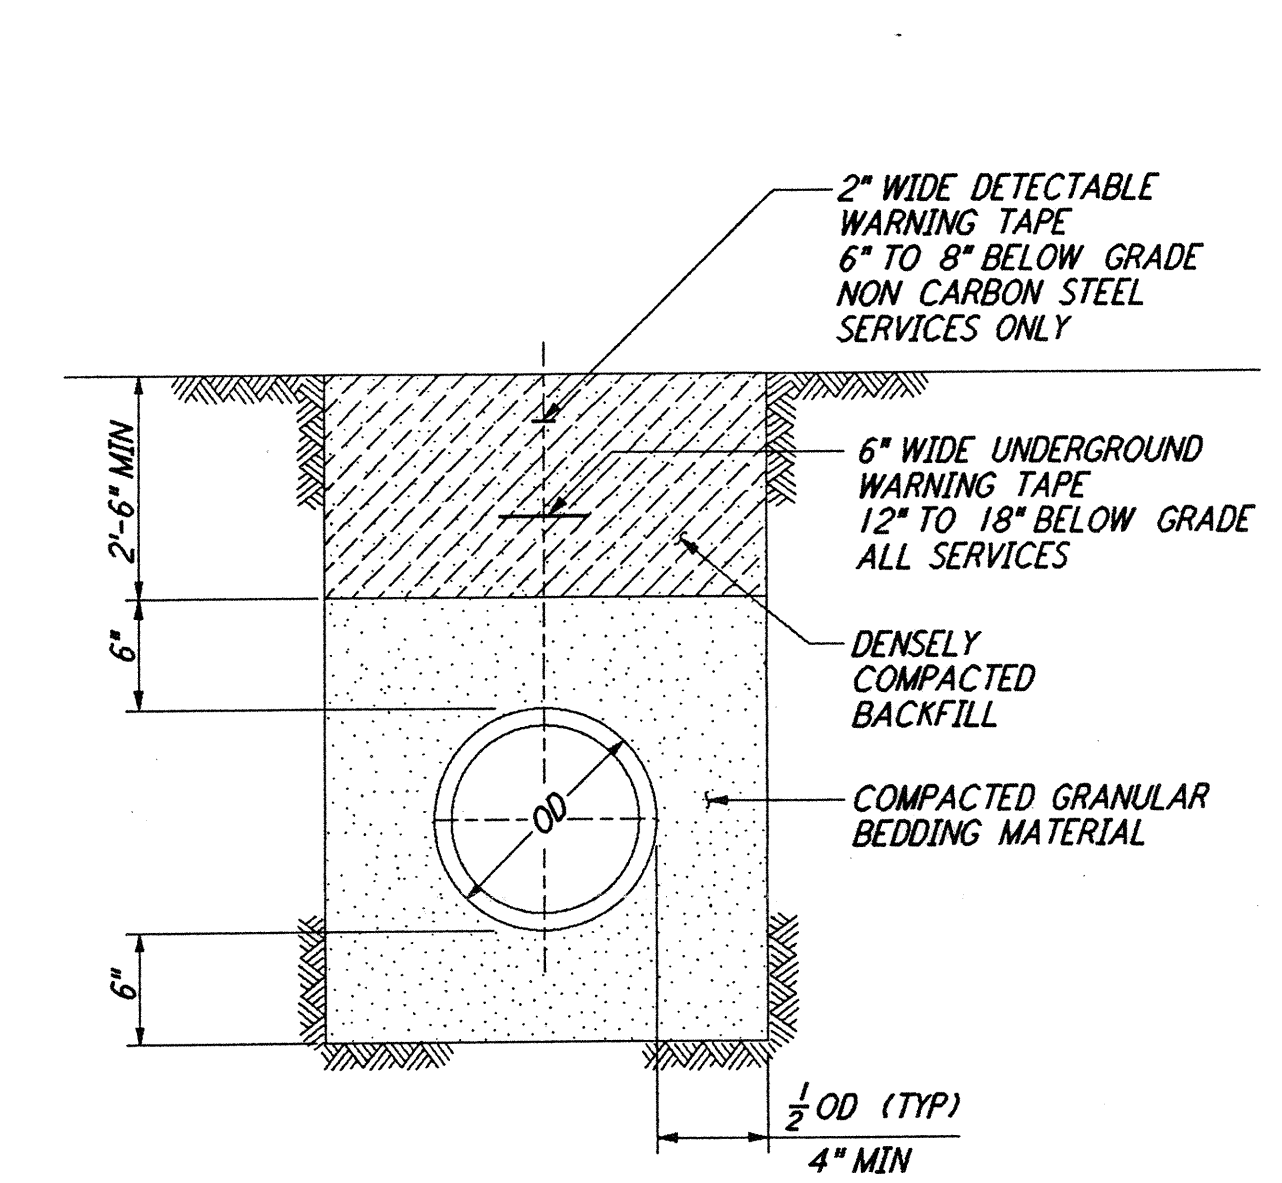 2" WIDE DETECTABLE
WARNING TAPE
6" TO 8" BELOW GRADE
NON CARBON STEEL
SERVICES ONLY
2'-6" MIN
6" WIDE UNDERGROUND
WARNING TAPE
12" TO 18" BELOW GRADE
ALL SERVICES
6"
DENSELY
COMPACTED
BACKFILL
OD
COMPACTED GRANULAR
BEDDING MATERIAL
6"
1/2 OD (TYP)
4" MIN